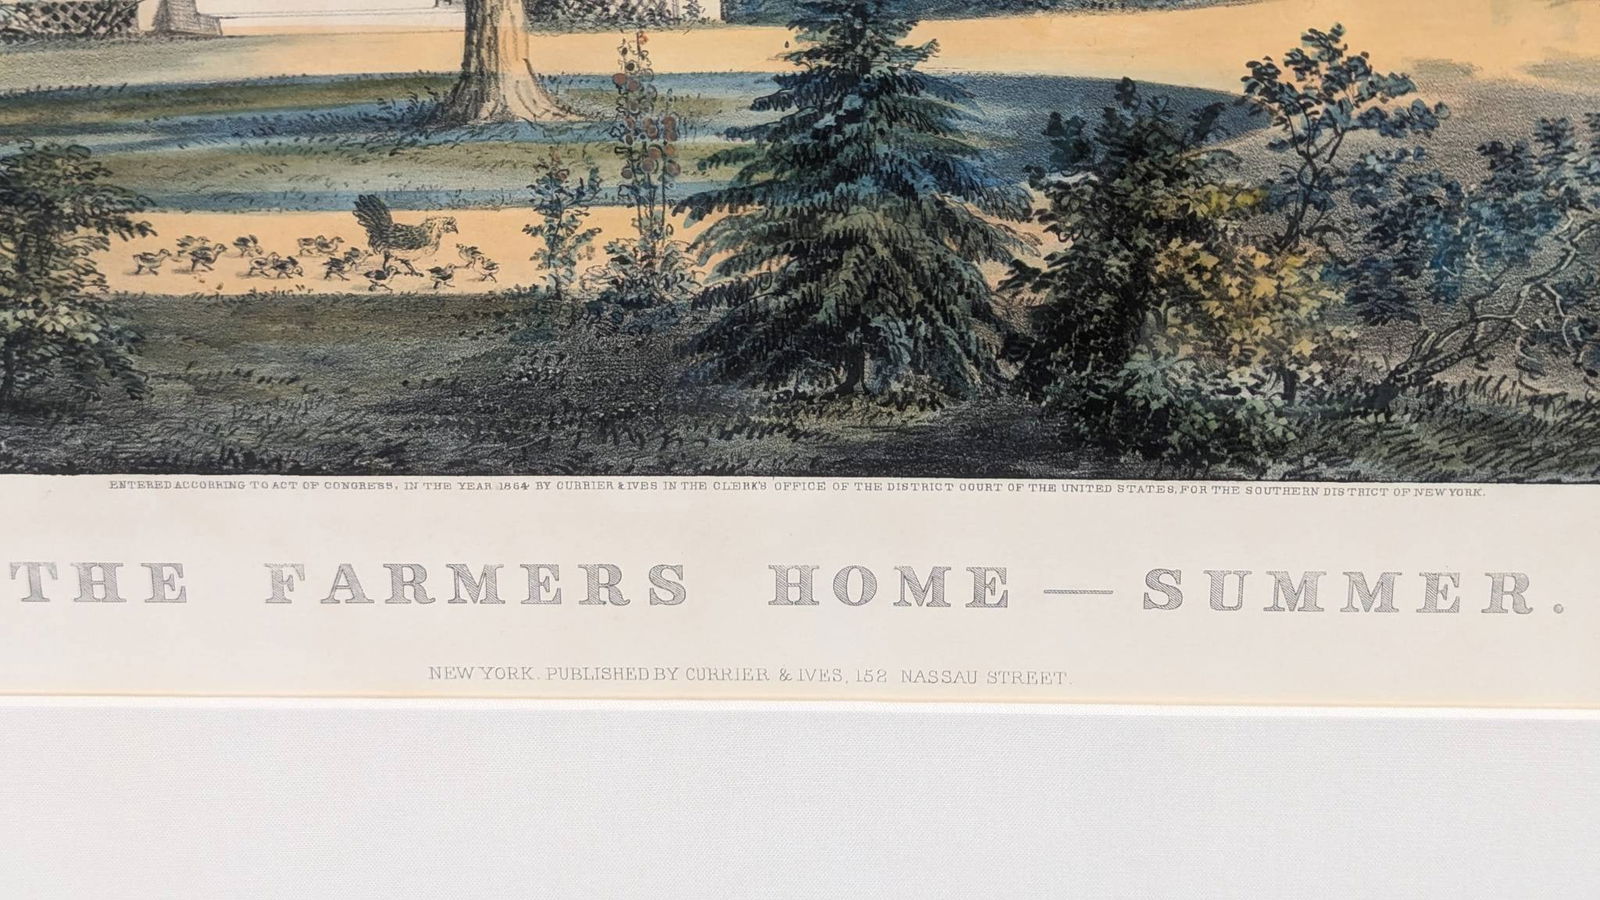 ENTERED ACCORRING TO ACT OF CONGRESS, IN THE YEAR 1864 BY CURRIER & IVES IN THE CLERK'S OFFICE OF THE DISTRICT COURT OF THE UNITED STATES, FOR THE SOUTHERN DISTRICT OF NEW YORK.
THE FARMERS HOME — SUMMER.
NEW YORK. PUBLISHED BY CURRIER & IVES, 152 NASSAU STREET.